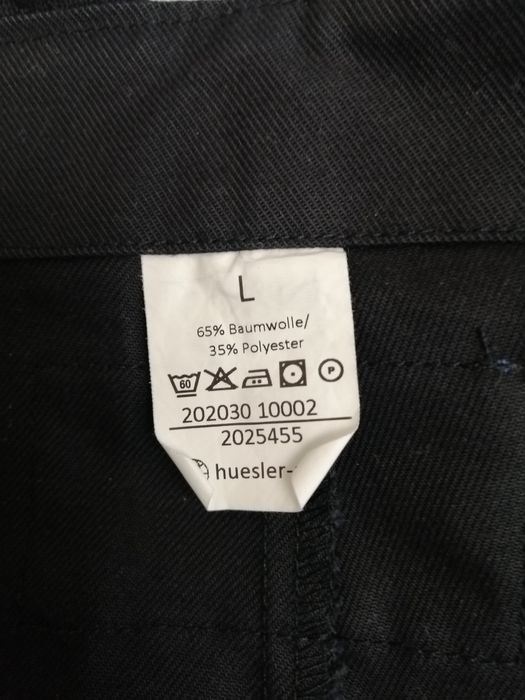 L
65% Baumwolle/
35% Polyester
60 P
202030 10002
2025455
huesler-